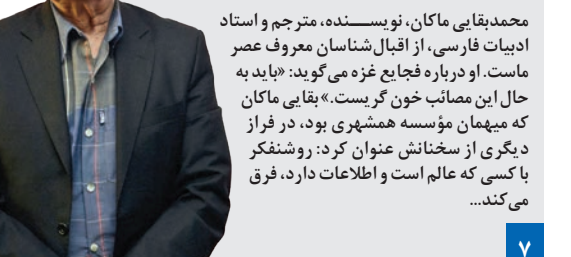 محمدبقایی ماکان، نویســـنده، مترجم و استاد
ادبیات فارسی، از اقبال‌شناسان معروف عصر
ماست. او درباره فجایع غزه می‌گوید: «باید به
حال این مصائب خون گریست.» بقایی ماکان
که میهمان مؤسسه همشهری بود، در فراز
دیگری از سخنانش عنوان کرد: روشنفکر
با کسی که عالم است و اطلاعات دارد، فرق
می‌کند...
۷